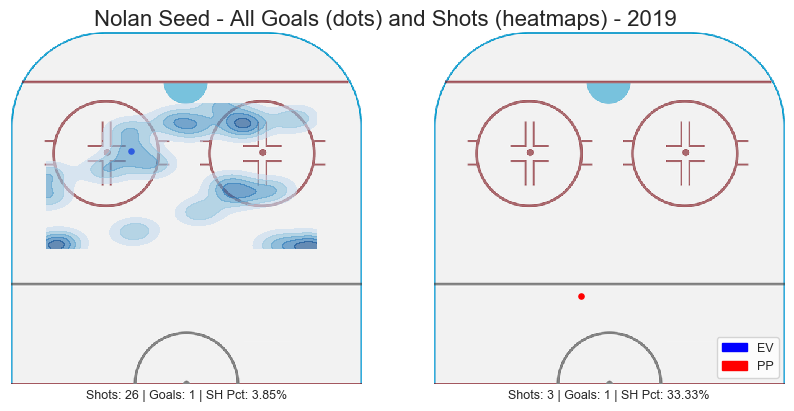 Nolan Seed - All Goals (dots) and Shots (heatmaps) - 2019
EV
PP
Shots: 26 | Goals: 1 | SH Pct: 3.85%
Shots: 3 | Goals: 1 | SH Pct: 33.33%